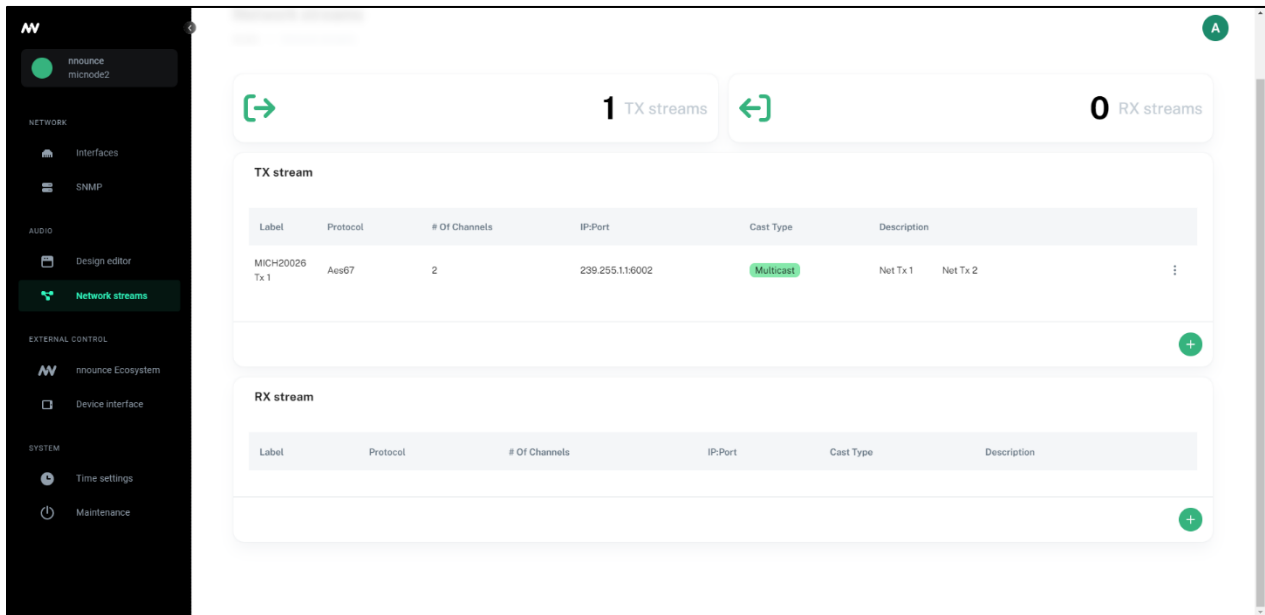 nnounce
micnode2
NETWORK
Interfaces
SNMP
AUDIO
Design editor
Network streams
EXTERNAL CONTROL
nnounce Ecosystem
Device interface
SYSTEM
Time settings
Maintenance
A
1 TX streams
0 RX streams
TX stream
Label Protocol # Of Channels IP:Port Cast Type Description
MICH20026
Tx 1 Aes67 2 239.255.1.1:6002 Multicast Net Tx 1 Net Tx 2
RX stream
Label Protocol # Of Channels IP:Port Cast Type Description